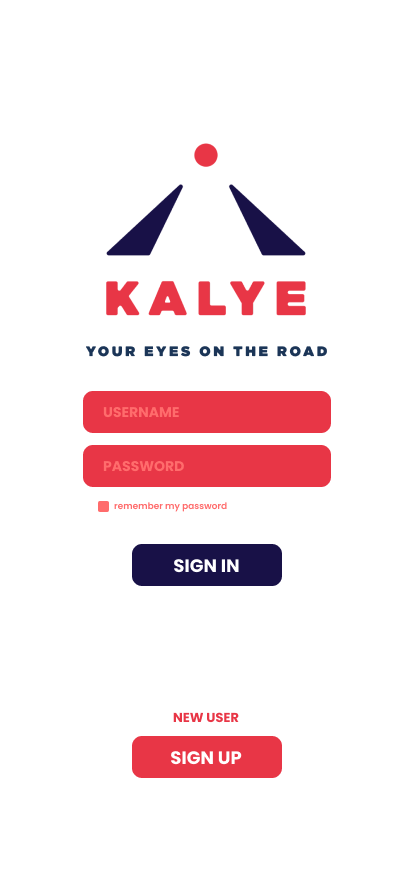 KALYE
YOUR EYES ON THE ROAD
USERNAME
PASSWORD
remember my password
SIGN IN
NEW USER
SIGN UP